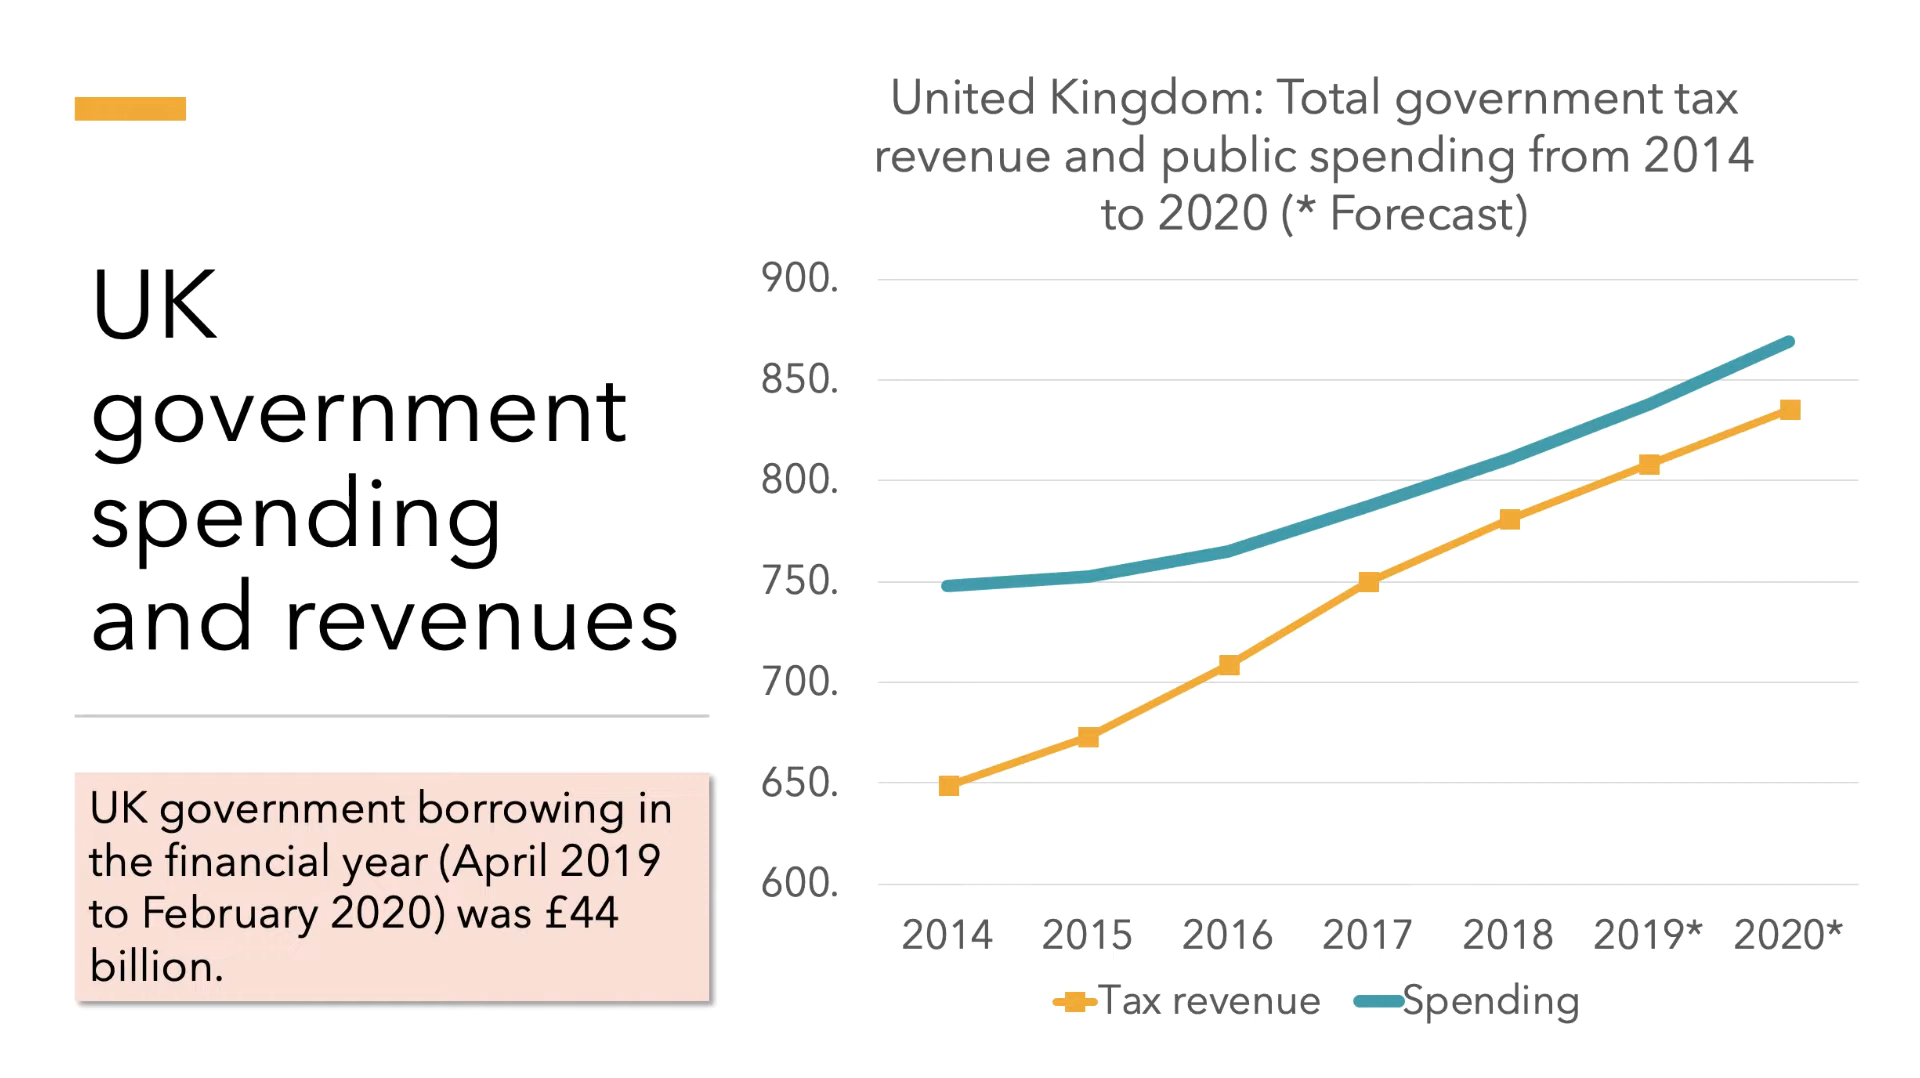 UK
government
spending
and revenues
UK government borrowing in
the financial year (April 2019
to February 2020) was £44
billion.
United Kingdom: Total government tax
revenue and public spending from 2014
to 2020 (* Forecast)
900.
850.
800.
750.
700.
650.
600.
2014 2015 2016 2017 2018 2019* 2020*
Tax revenue Spending